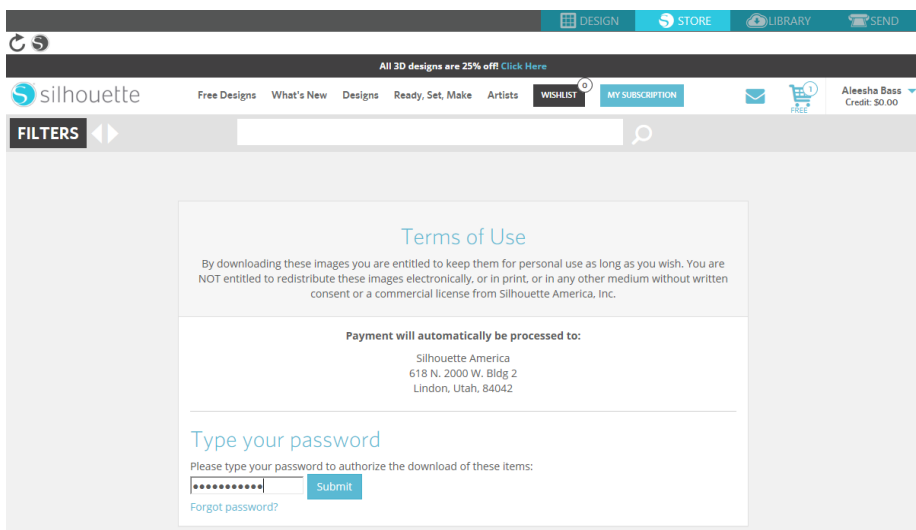 DESIGN STORE LIBRARY SEND
All 3D designs are 25% off! Click Here
silhouette Free Designs What's New Designs Ready, Set, Make Artists WISHLIST 0 MY SUBSCRIPTION 1 FREE Aleesha Bass
Credit: $0.00
FILTERS
Terms of Use
By downloading these images you are entitled to keep them for personal use as long as you wish. You are
NOT entitled to redistribute these images electronically, or in print, or in any other medium without written
consent or a commercial license from Silhouette America, Inc.
Payment will automatically be processed to:
Silhouette America
618 N. 2000 W. Bldg 2
Lindon, Utah, 84042
Type your password
Please type your password to authorize the download of these items:
Submit
Forgot password?